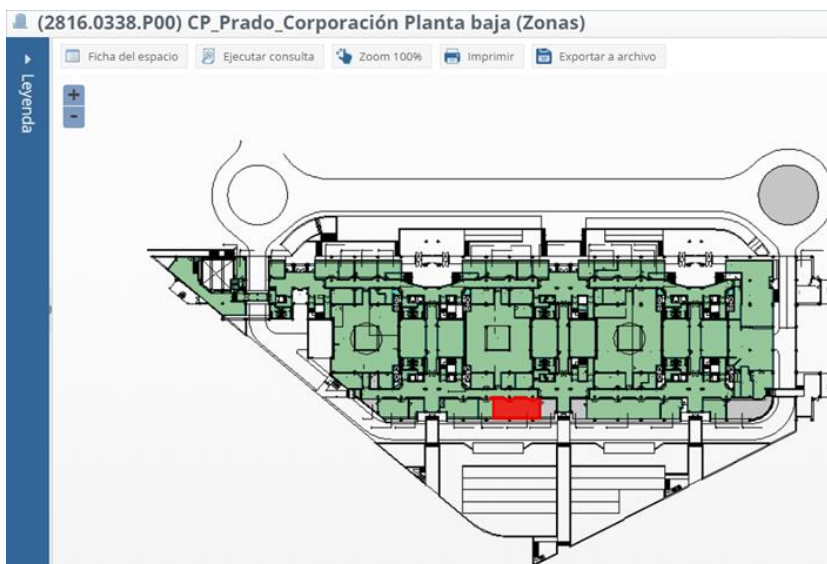 (2816.0338.P00) CP_Prado_Corporación Planta baja (Zonas)
Ficha del espacio
Ejecutar consulta
Zoom 100%
Imprimir
Exportar a archivo
Leyenda
+
-